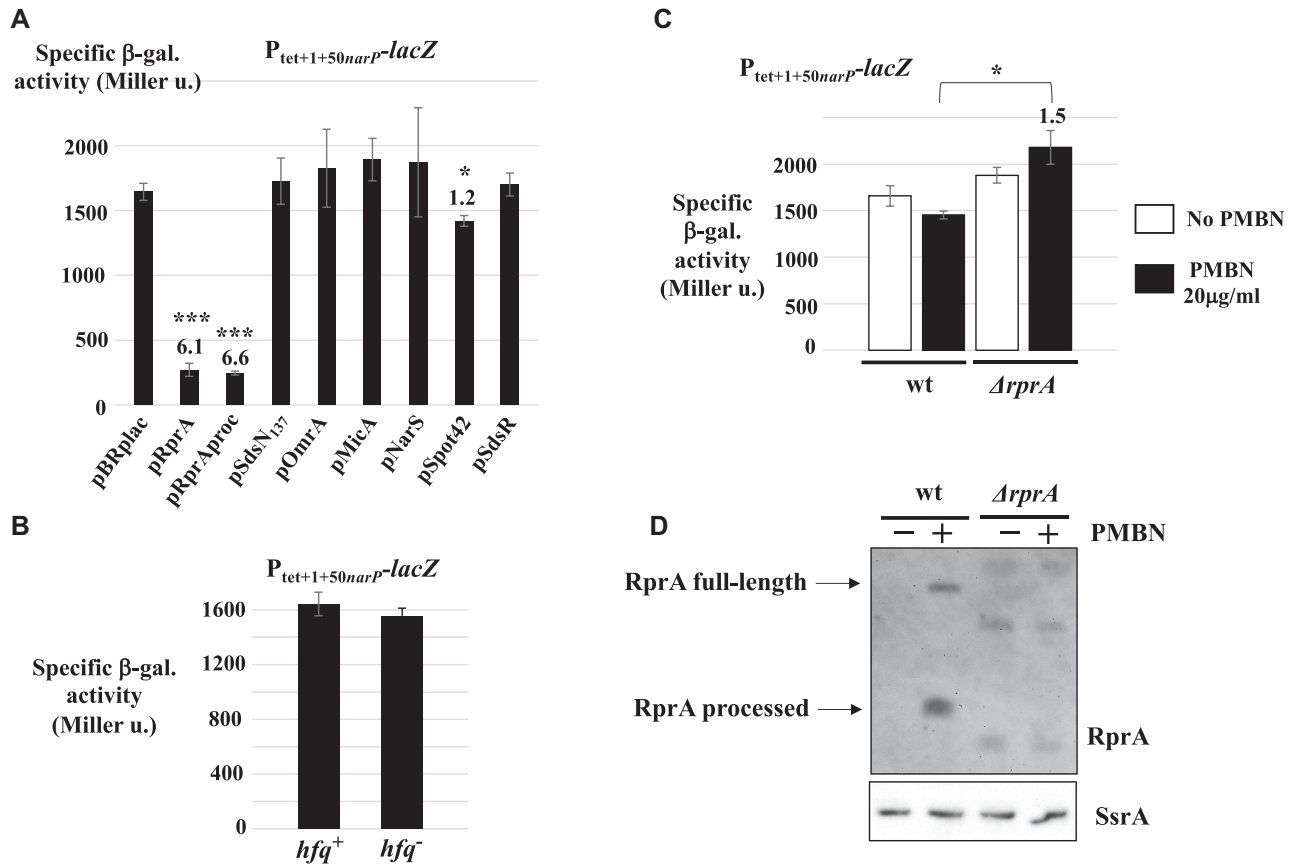 A
Specific β-gal.
activity (Miller u.)
Ptet+1+50narP-lacZ
2000
1500
1000
500
0
***
6.1
***
6.6
*
1.2
pBRplac
pRprA
pRprAproc
pSdsN137
pOmrA
pMicA
pNarS
pSpot42
pSdsR
B
Ptet+1+50narP-lacZ
Specific β-gal.
activity
(Miller u.)
1600
1200
800
400
0
hfq+
hfq-
C
Ptet+1+50narP-lacZ
*
1.5
Specific
β-gal.
activity
(Miller u.)
2000
1500
1000
500
0
wt
ΔrprA
No PMBN
PMBN
20μg/ml
D
wt
ΔrprA
− + − + PMBN
RprA full-length
RprA processed
RprA
SsrA